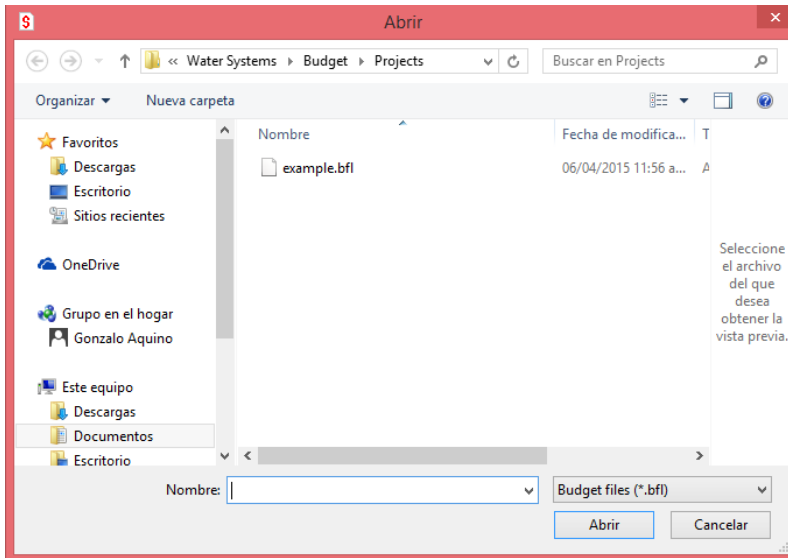 Abrir
« Water Systems Budget Projects
Buscar en Projects
Organizar
Nueva carpeta
Favoritos
Descargas
Escritorio
Sitios recientes
OneDrive
Grupo en el hogar
Gonzalo Aquino
Este equipo
Descargas
Documentos
Escritorio
Nombre
Fecha de modifica...
T
example.bfl
06/04/2015 11:56 a...
A
Seleccione
el archivo
del que
desea
obtener la
vista previa.
Nombre:
Budget files (*.bfl)
Abrir
Cancelar